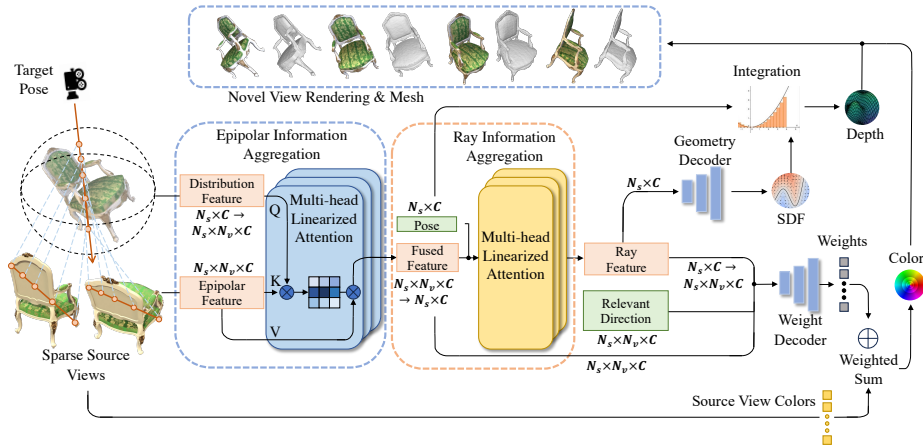 Target
Pose
Novel View Rendering & Mesh
Integration
Depth
Epipolar Information
Aggregation
Ray Information
Aggregation
Geometry
Decoder
SDF
Distribution
Feature
N_s×C →
N_s×N_v×C
Q
Multi-head
Linearized
Attention
N_s×N_v×C
Epipolar
Feature
K
V
N_s×C
Pose
Fused
Feature
N_s×N_v×C
→ N_s×C
Multi-head
Linearized
Attention
Ray
Feature
N_s×C
N_s×C →
N_s×N_v×C
Relevant
Direction
N_s×N_v×C
N_s×N_v×C
Weights
Weight
Decoder
Color
Weighted
Sum
Sparse Source
Views
Source View Colors